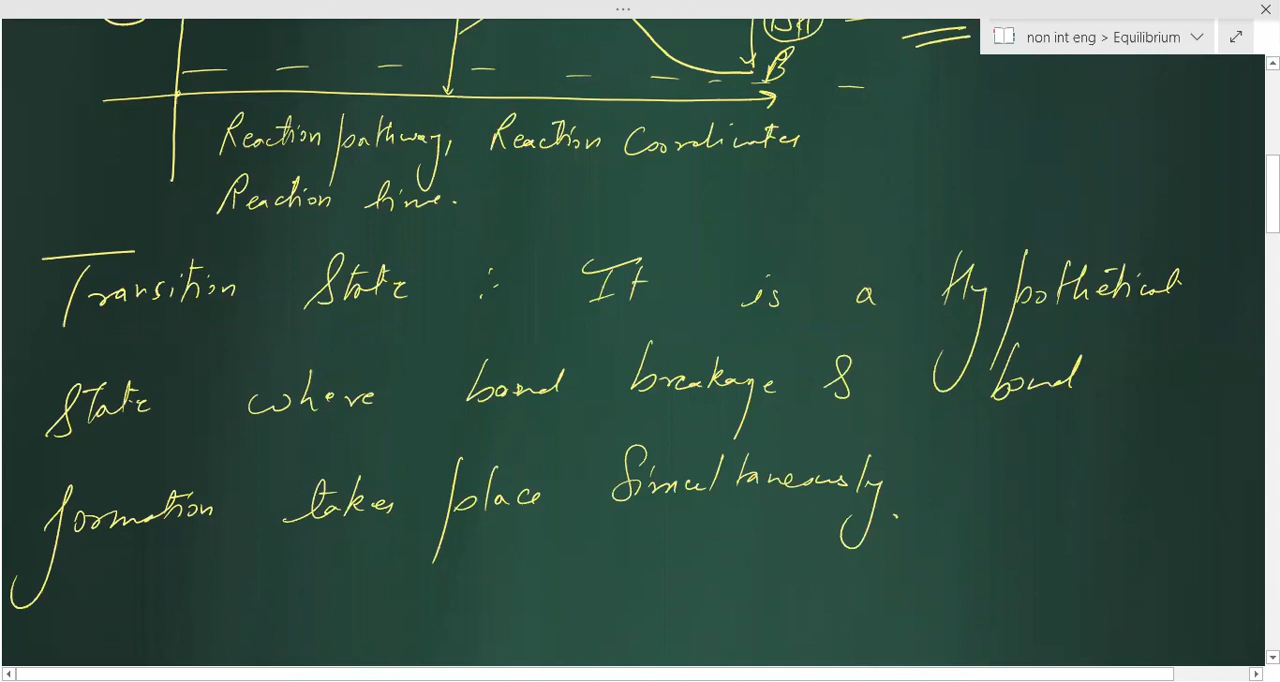 non int eng > Equilibrium
B
Reaction pathway, Reaction Coordinates
Reaction time.
Transition State : It is a Hypothetical
State where bond breakage & bond
formation takes place Simultaneously.